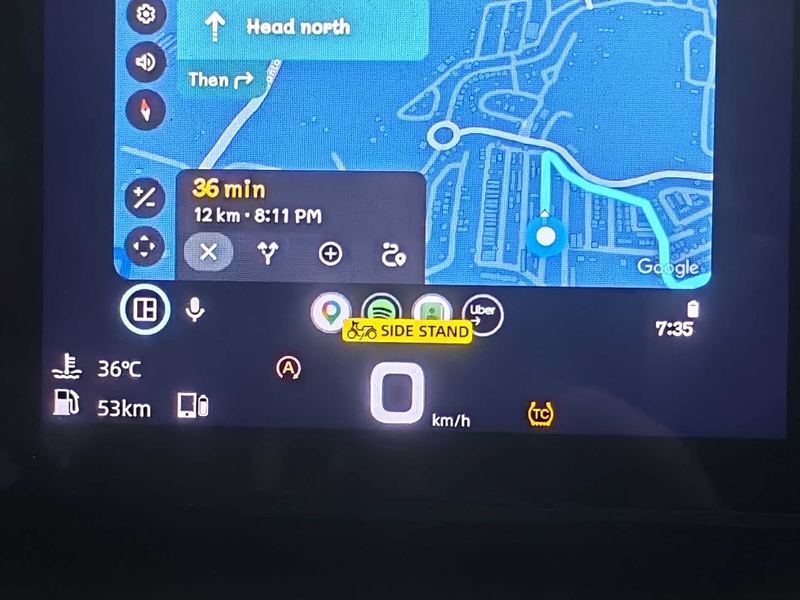 Head north
Then
36 min
12 km · 8:11 PM
Google
Uber
SIDE STAND
7:35
36°C
A
53km
0
km/h
TC